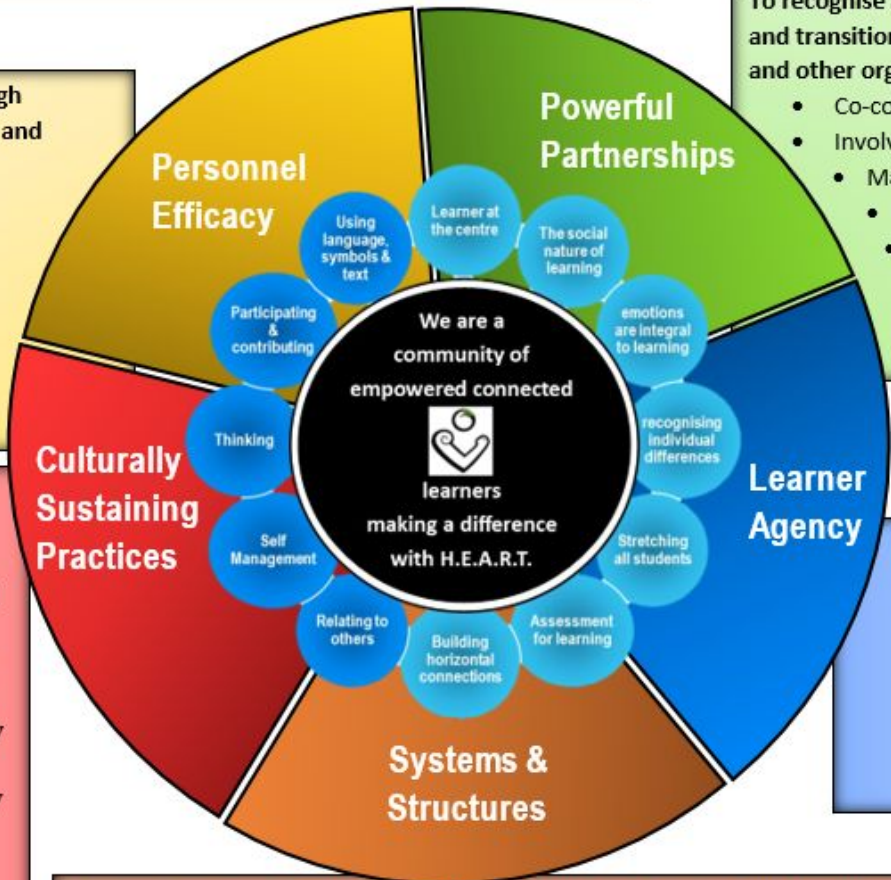 To recognise
and transition
and other org
• Co-co
• Involv
• Ma
gh
and
Personnel
Efficacy
Powerful
Partnerships
Learner
Agency
Systems &
Structures
Culturally
Sustaining
Practices
Learner at
the centre
The social
nature of
learning
emotions
are integral
to learning
recognising
individual
differences
Stretching
all students
Assessment
for learning
Building
horizontal
connections
Relating to
others
Self
Management
Thinking
Participating
&
contributing
Using
language,
symbols &
text
We are a
community of
empowered connected
learners
making a difference
with H.E.A.R.T.